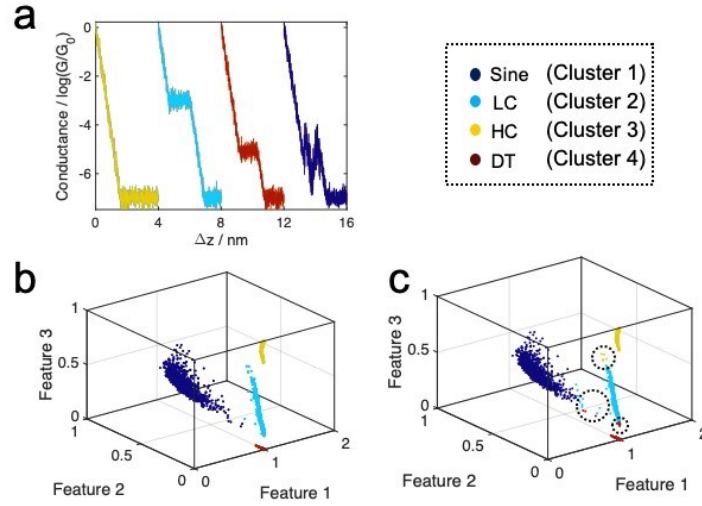 a
Conductance / log(G/G0)
0
-2
-4
-6
0 4 8 12 16
Δz / nm
Sine (Cluster 1)
LC (Cluster 2)
HC (Cluster 3)
DT (Cluster 4)
b
Feature 3
1
0.5
0
1
0.5
0
0
1
2
Feature 2
Feature 1
c
Feature 3
1
0.5
0
1
0.5
0
0
1
2
Feature 2
Feature 1